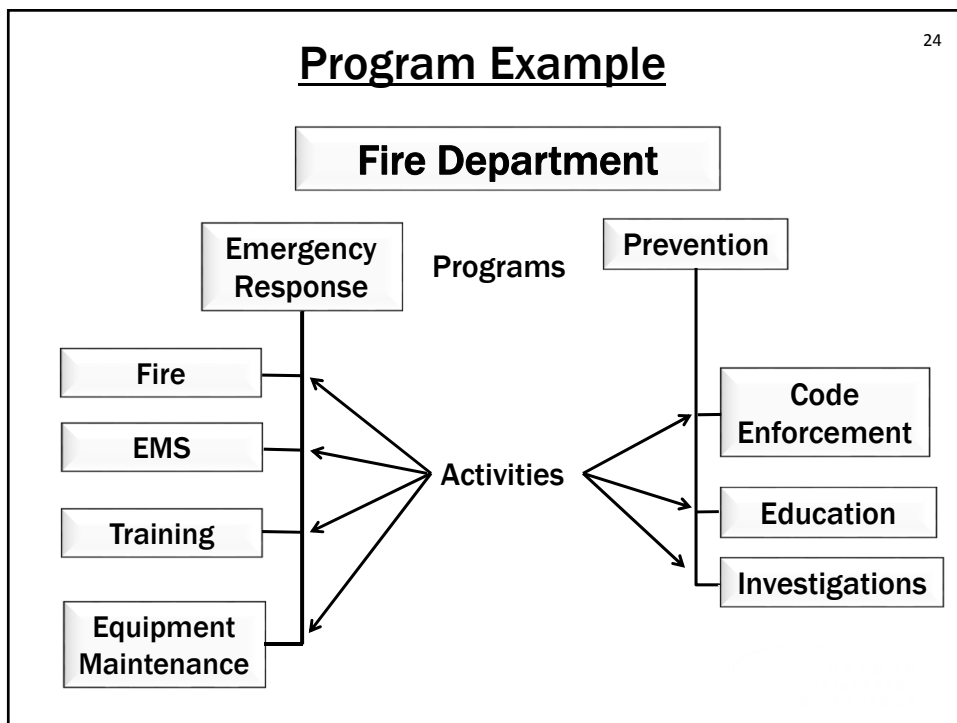 24
Program Example
Fire Department
Emergency
Response
Programs
Prevention
Fire
EMS
Training
Equipment
Maintenance
Activities
Code
Enforcement
Education
Investigations